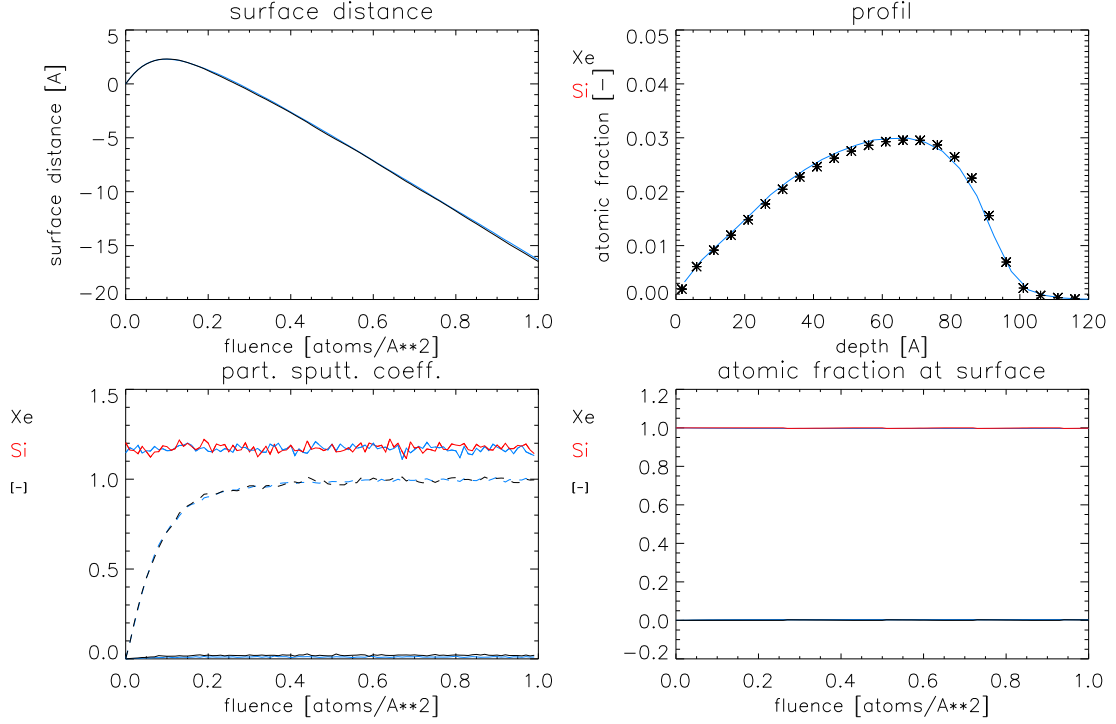 surface distance
surface distance [A]
5
0
−5
−10
−15
−20
0.0 0.2 0.4 0.6 0.8 1.0
fluence [atoms/A**2]
profil
Xe
Si
atomic fraction [-]
0.05
0.04
0.03
0.02
0.01
0.00
0 20 40 60 80 100 120
depth [A]
part. sputt. coeff.
Xe
Si
[-]
1.5
1.0
0.5
0.0
0.0 0.2 0.4 0.6 0.8 1.0
fluence [atoms/A**2]
atomic fraction at surface
Xe
Si
[-]
1.2
1.0
0.8
0.6
0.4
0.2
0.0
−0.2
0.0 0.2 0.4 0.6 0.8 1.0
fluence [atoms/A**2]